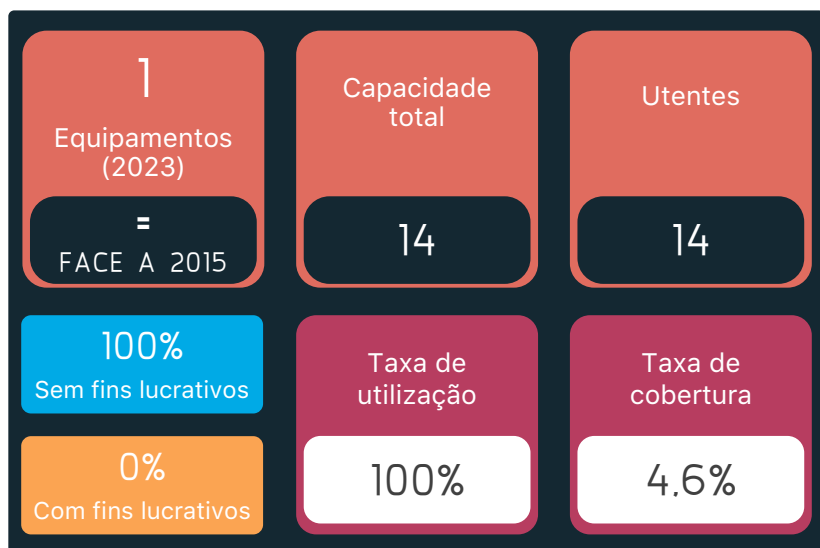 1
Equipamentos
(2023)
=
FACE A 2015
Capacidade
total
14
Utentes
14
100%
Sem fins lucrativos
0%
Com fins lucrativos
Taxa de
utilização
100%
Taxa de
cobertura
4,6%